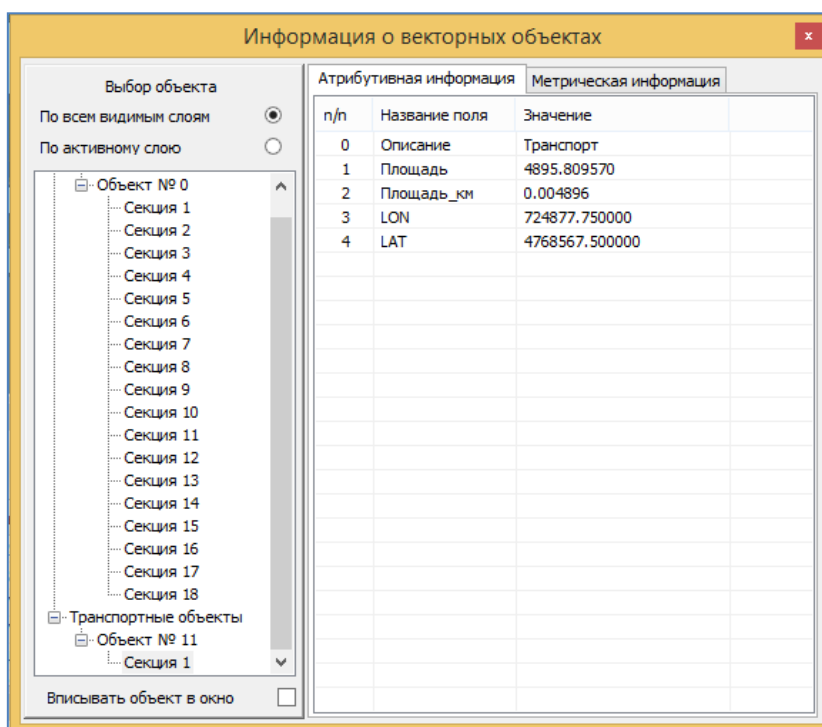 Информация о векторных объектах
x
Выбор объекта
По всем видимым слоям
По активному слою
Объект № 0
Секция 1
Секция 2
Секция 3
Секция 4
Секция 5
Секция 6
Секция 7
Секция 8
Секция 9
Секция 10
Секция 11
Секция 12
Секция 13
Секция 14
Секция 15
Секция 16
Секция 17
Секция 18
Транспортные объекты
Объект № 11
Секция 1
Вписывать объект в окно
Атрибутивная информация Метрическая информация
п/п Название поля Значение
0 Описание Транспорт
1 Площадь 4895.809570
2 Площадь_км 0.004896
3 LON 724877.750000
4 LAT 4768567.500000